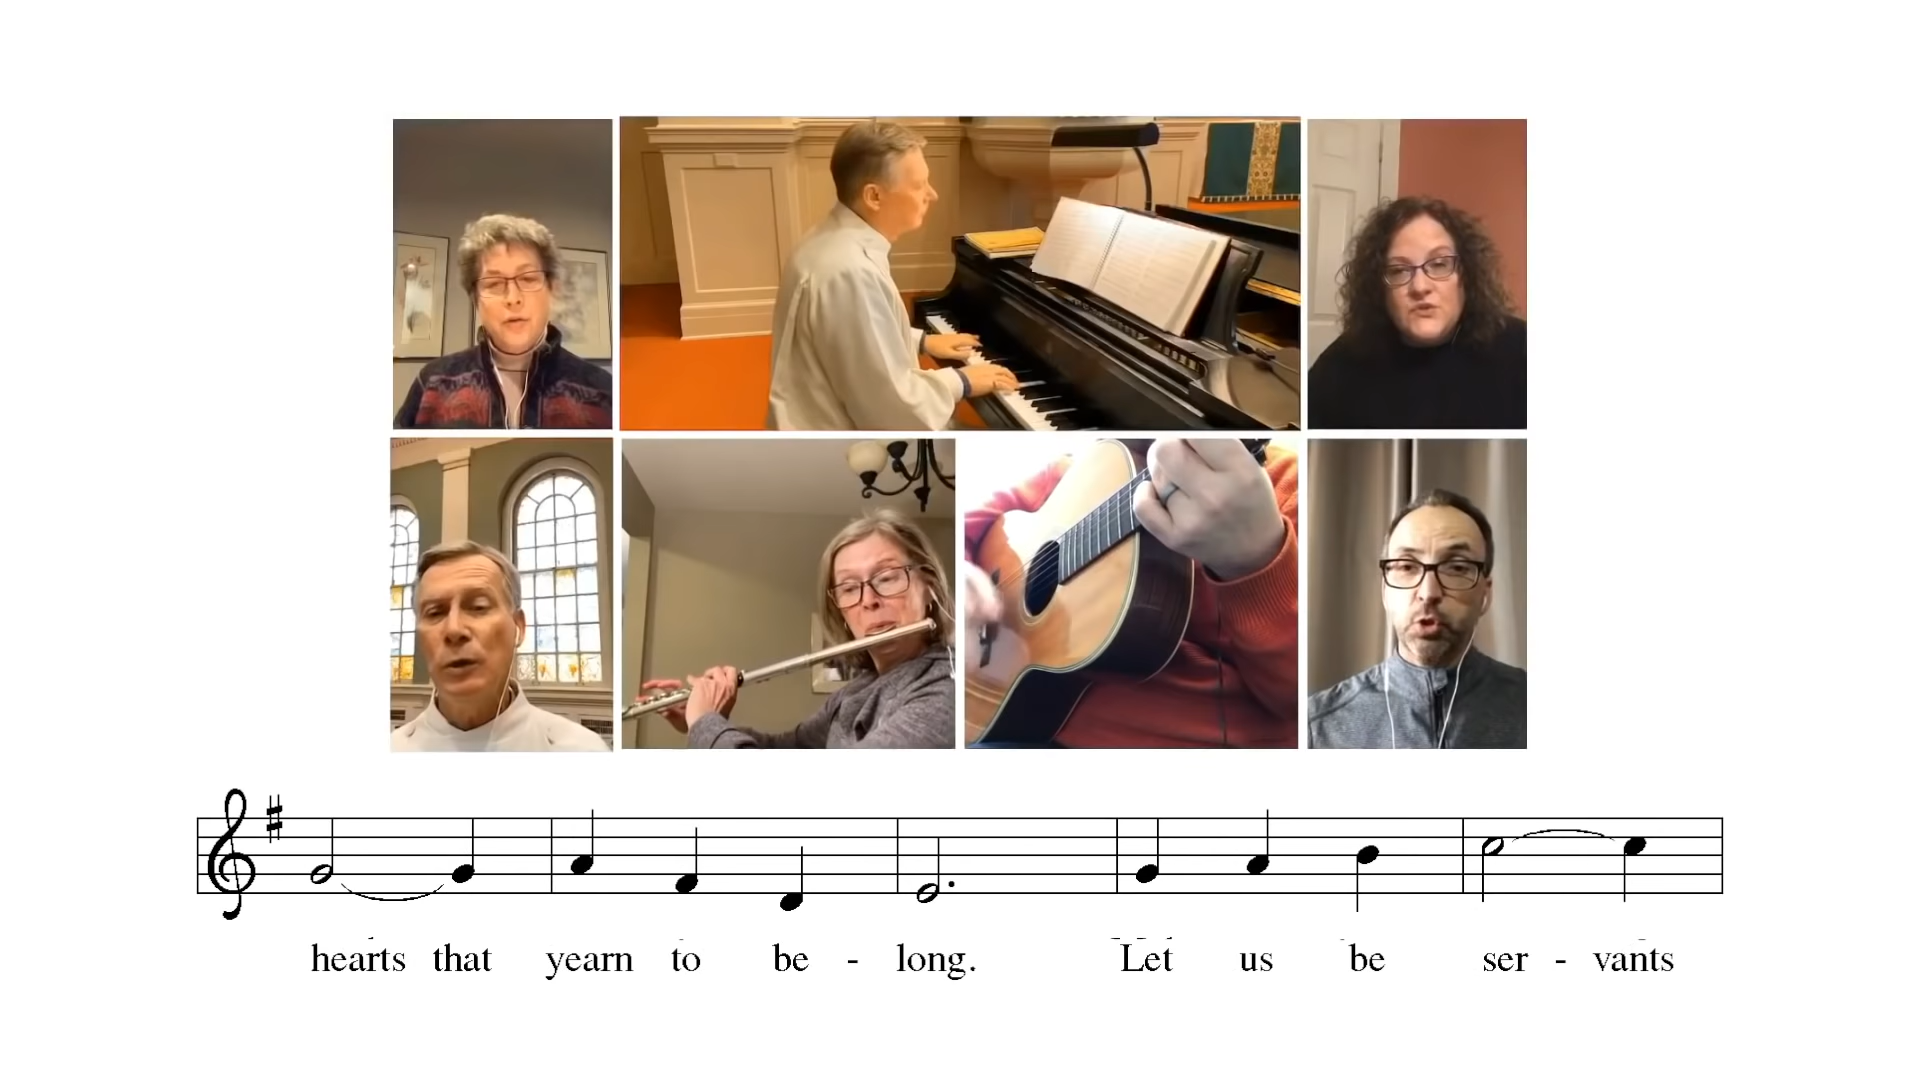 hearts that yearn to be - long. Let us be ser - vants